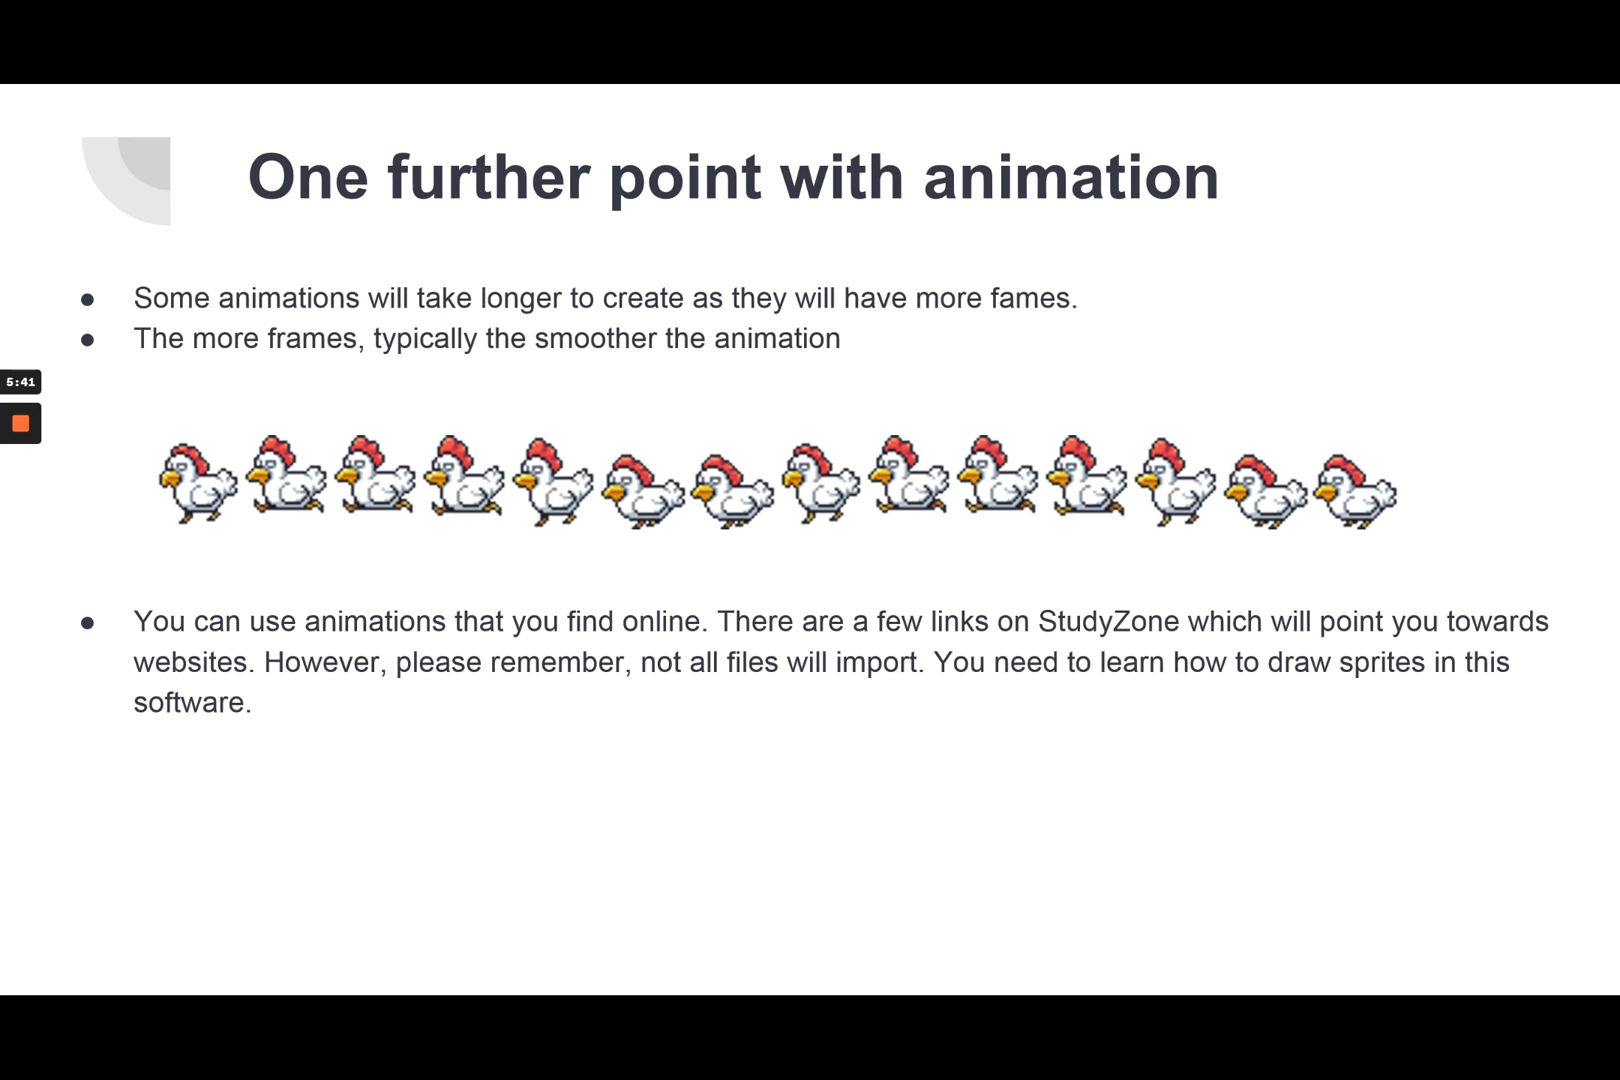 One further point with animation
● Some animations will take longer to create as they will have more fames.
● The more frames, typically the smoother the animation
5:41
● You can use animations that you find online. There are a few links on StudyZone which will point you towards
websites. However, please remember, not all files will import. You need to learn how to draw sprites in this
software.